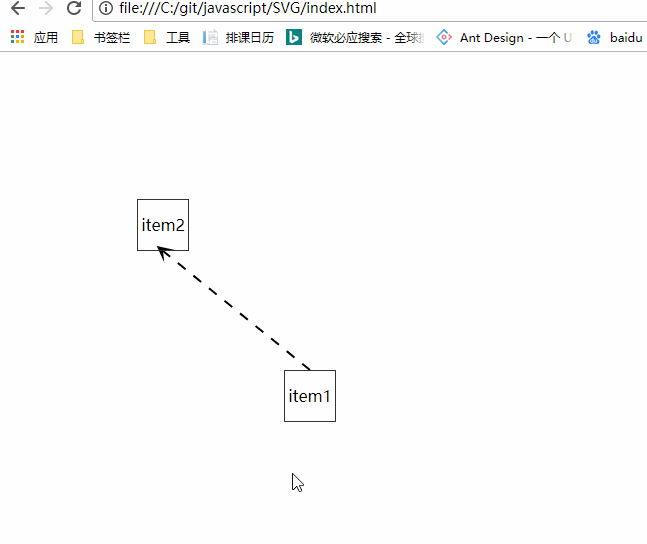 file:///C:/git/javascript/SVG/index.html
应用 书签栏 工具 排课日历 微软必应搜索 - 全球 Ant Design - 一个 U baidu
item2
item1